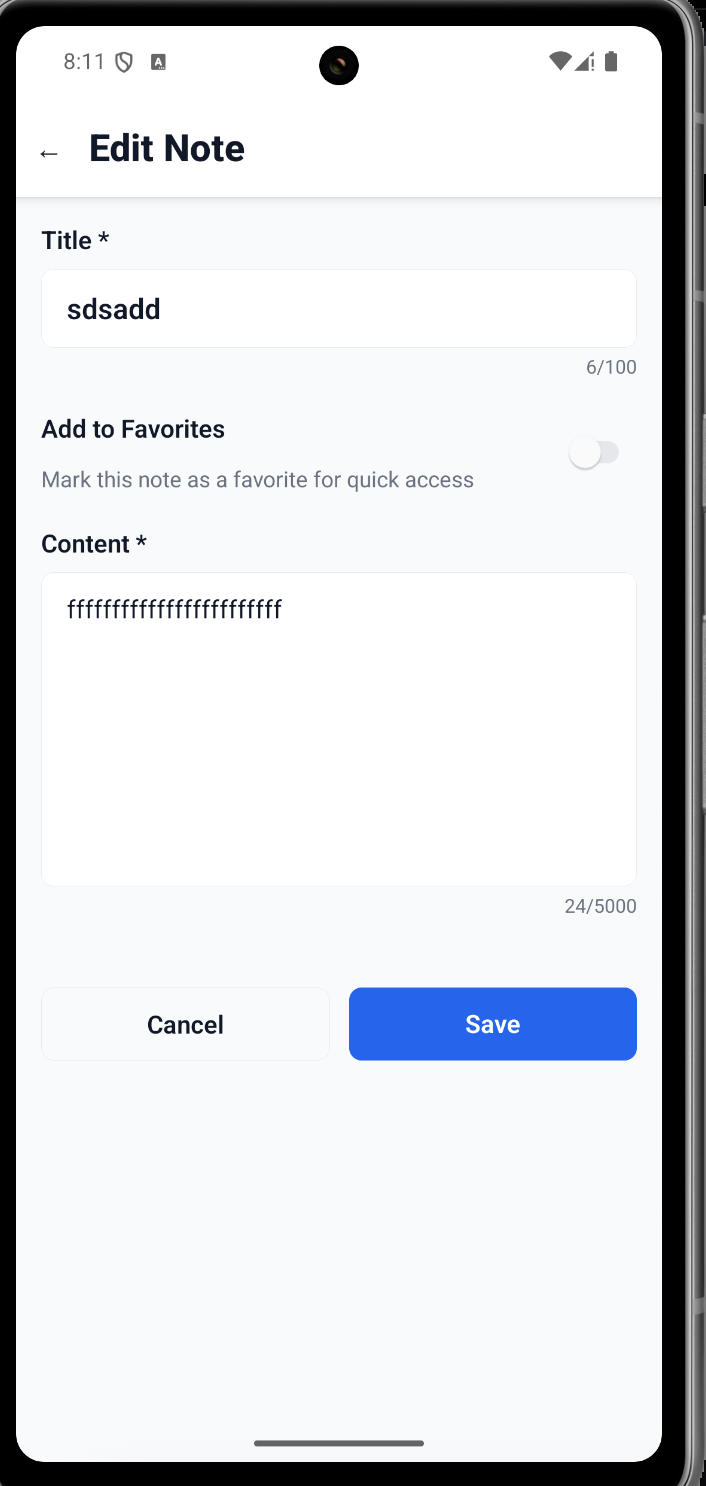 8:11
← Edit Note
Title *
sdsadd
6/100
Add to Favorites
Mark this note as a favorite for quick access
Content *
ffffffffffffffffffffffff
24/5000
Cancel Save